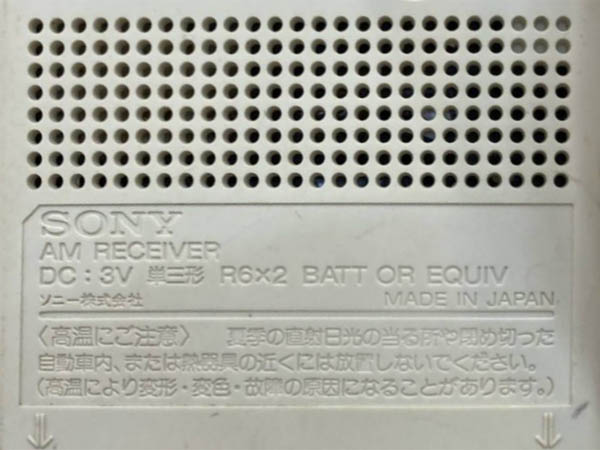 SONY
AM RECEIVER
DC : 3V 単三形 R6×2 BATT OR EQUIV
ソニー株式会社 MADE IN JAPAN
〈高温にご注意〉 夏季の直射日光の当る所や閉め切った
自動車内、または熱器具の近くには放置しないでください。
(高温により変形・変色・故障の原因になることがあります。)